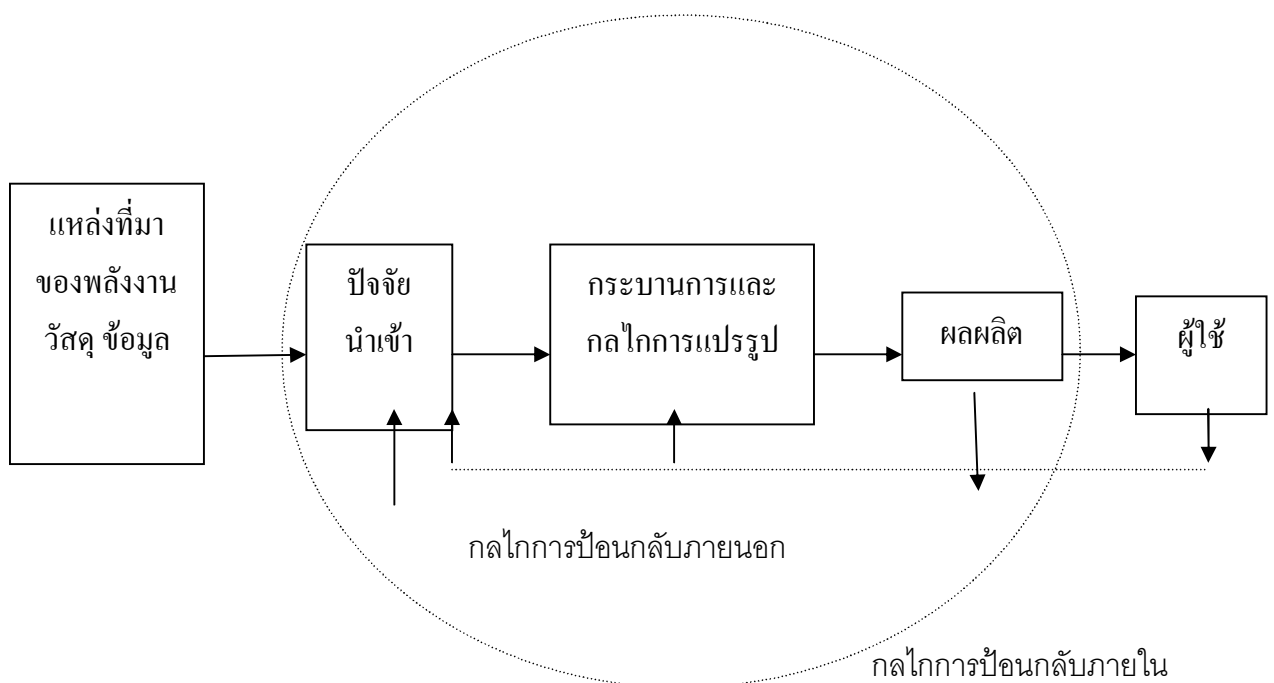 แหล่งที่มา
ของพลังงาน
วัสดุ ข้อมูล
ปัจจัย
นำเข้า
กระบานการและ
กลไกการแปรรูป
ผลผลิต
ผู้ใช้
กลไกการป้อนกลับภายนอก
กลไกการป้อนกลับภายใน